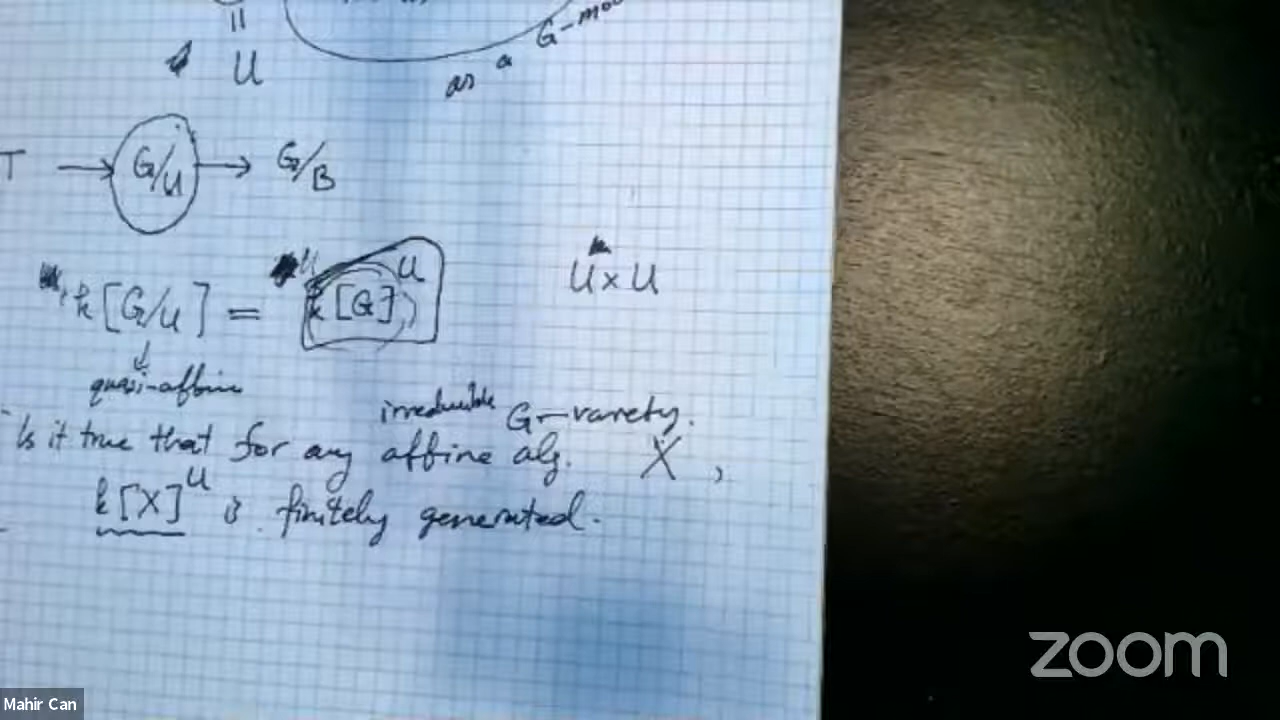 U as a G-mo
T → G/U → G/B
k[G/U] = k[G]^U U×U
quasi-affine
irreducible G-variety.
Is it true that for any affine alg. X ,
k[X]^U is finitely generated.
zoom
Mahir Can